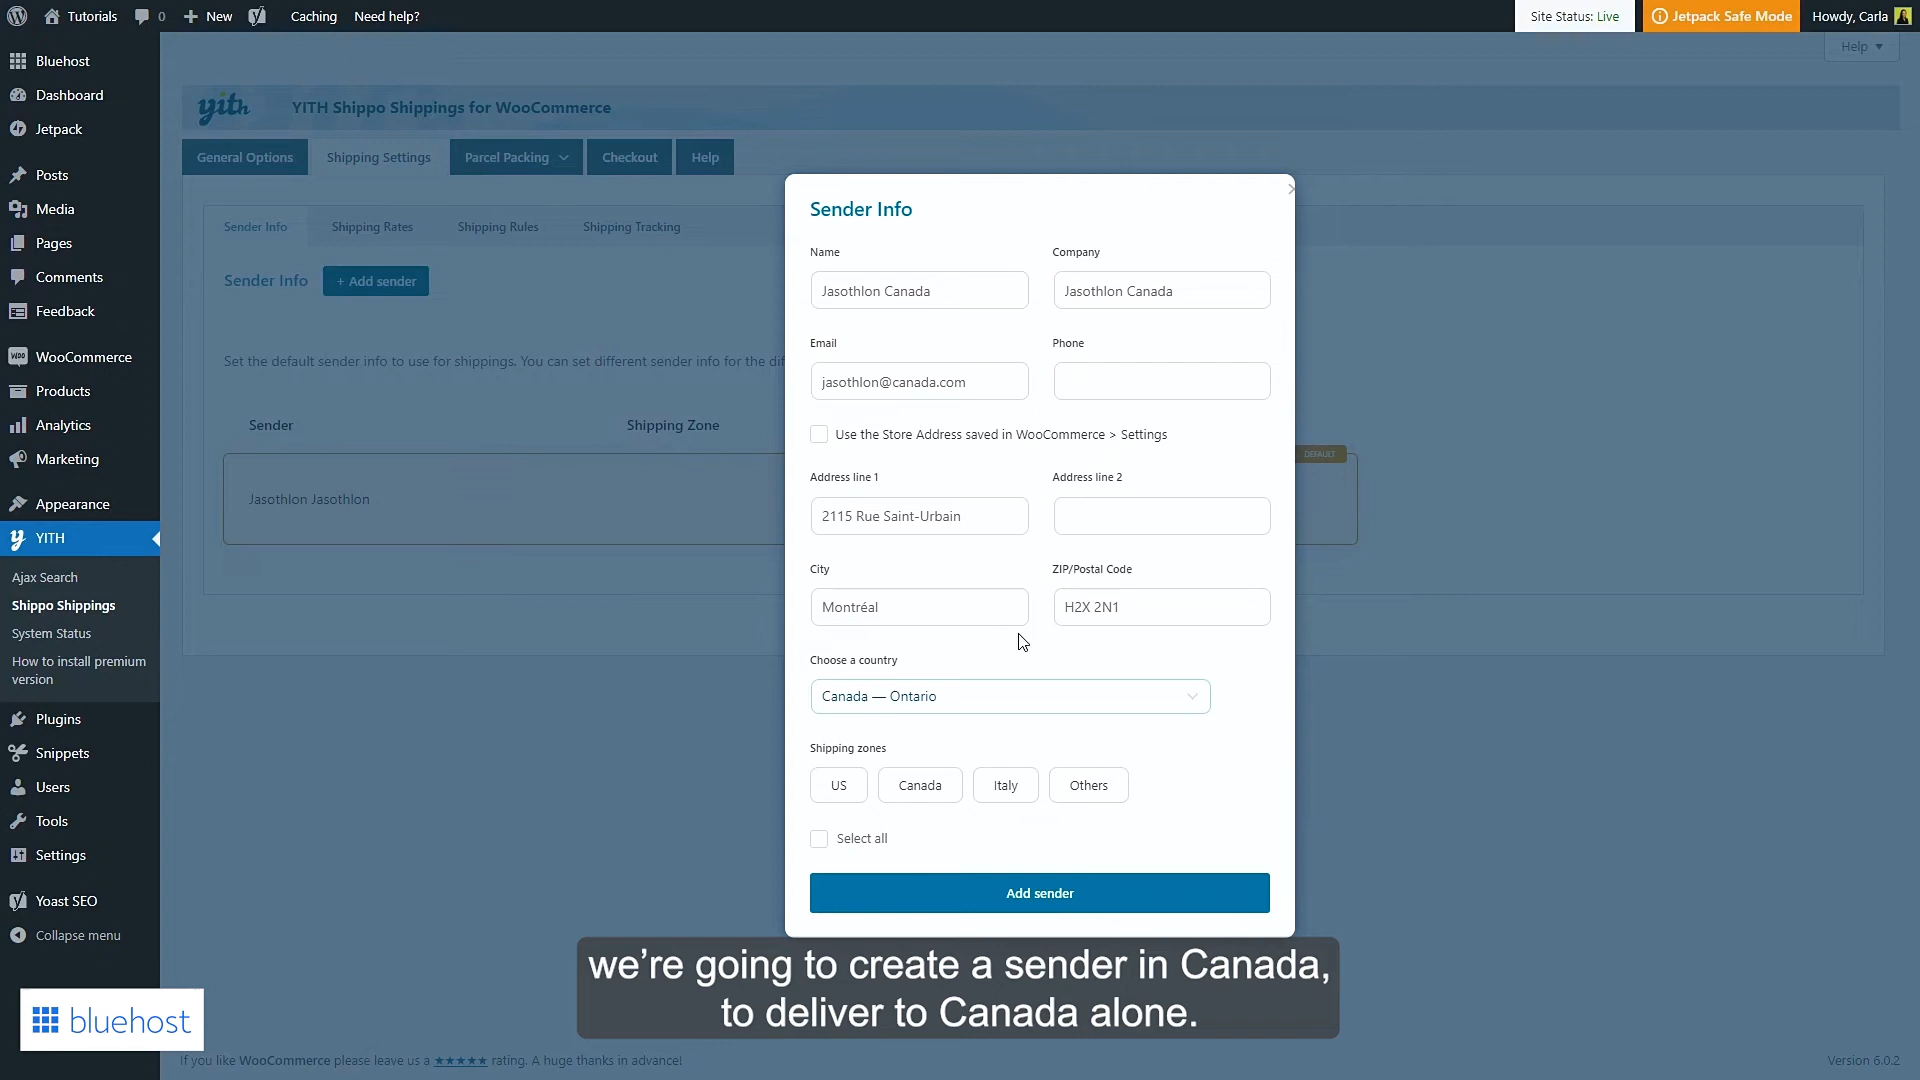 Tutorials
0
New
Caching
Need help?
Site Status: Live
Jetpack Safe Mode
Howdy, Carla
Help
Bluehost
Dashboard
Jetpack
Posts
Media
Pages
Comments
Feedback
WooCommerce
Products
Analytics
Marketing
Appearance
YITH
Ajax Search
Shippo Shippings
System Status
How to install premium
version
Plugins
Snippets
Users
Tools
Settings
Yoast SEO
Collapse menu
bluehost
yith
YITH Shippo Shippings for WooCommerce
General Options
Shipping Settings
Parcel Packing
Checkout
Help
Sender Info
Shipping Rates
Shipping Rules
Shipping Tracking
Sender Info
+ Add sender
Set the default sender info to use for shippings. You can set different sender info for the
Sender
Shipping Zone
DEFAULT
Jasothlon Jasothlon
Sender Info
Name
Company
Jasothlon Canada
Jasothlon Canada
Email
Phone
jasothlon@canada.com
Use the Store Address saved in WooCommerce > Settings
Address line 1
Address line 2
2115 Rue Saint-Urbain
City
ZIP/Postal Code
Montréal
H2X 2N1
Choose a country
Canada — Ontario
Shipping zones
US
Canada
Italy
Others
Select all
Add sender
we're going to create a sender in Canada,
to deliver to Canada alone.
If you like WooCommerce please leave us a ★★★★★ rating. A huge thanks in advance!
Version 6.0.2